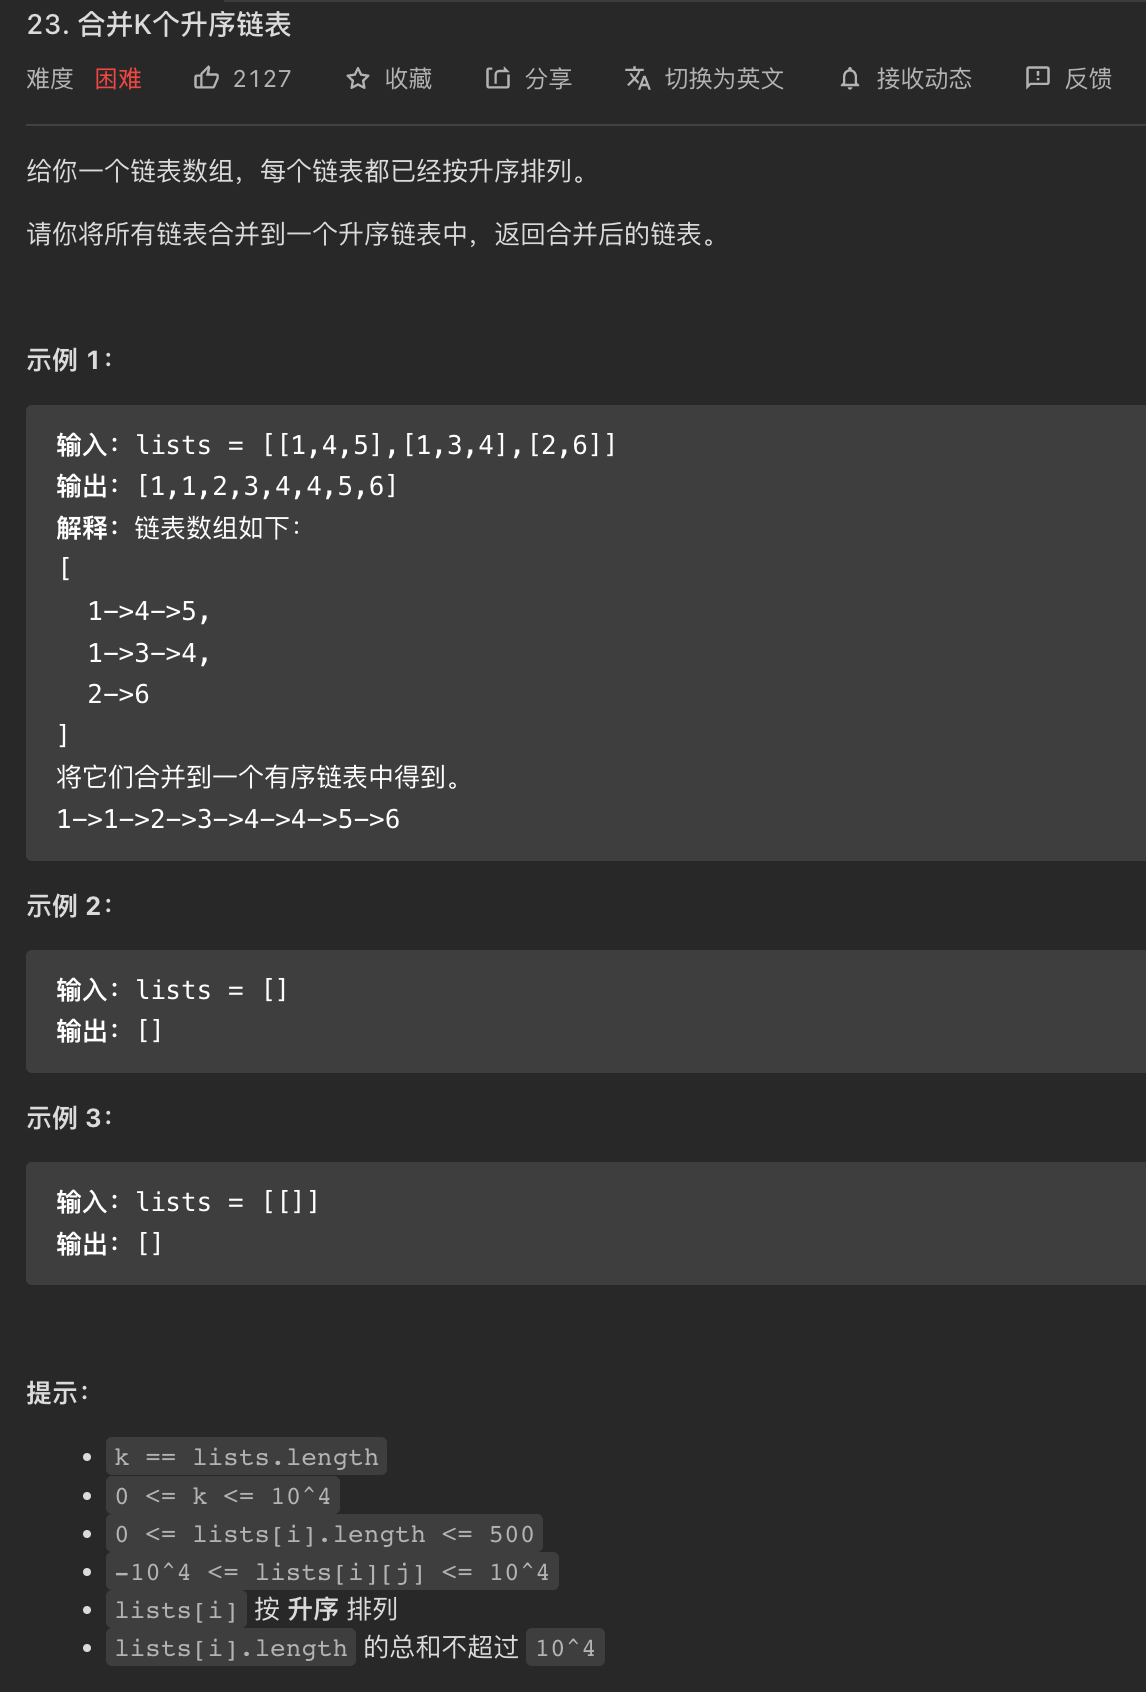 23. 合并K个升序链表
难度 困难 2127 收藏 分享 切换为英文 接收动态 反馈
给你一个链表数组，每个链表都已经按升序排列。
请你将所有链表合并到一个升序链表中，返回合并后的链表。
示例 1：
输入：lists = [[1,4,5],[1,3,4],[2,6]]
输出：[1,1,2,3,4,4,5,6]
解释：链表数组如下：
[
  1->4->5,
  1->3->4,
  2->6
]
将它们合并到一个有序链表中得到。
1->1->2->3->4->4->5->6
示例 2：
输入：lists = []
输出：[]
示例 3：
输入：lists = [[]]
输出：[]
提示：
k == lists.length
0 <= k <= 10^4
0 <= lists[i].length <= 500
-10^4 <= lists[i][j] <= 10^4
lists[i] 按 升序 排列
lists[i].length 的总和不超过 10^4